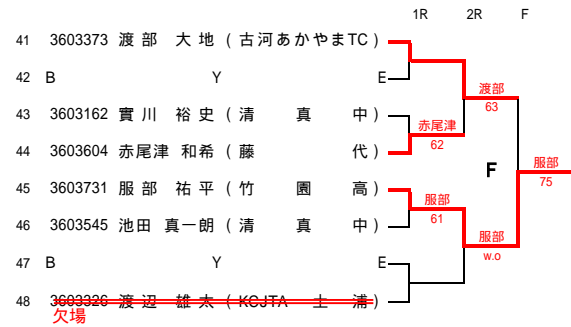 1R 2R F
41 3603373 渡部 大地 (古河あかやまTC)
渡部
42 B Y E
63
43 3603162 實川 裕史 (清真中)
赤尾津
62
44 3603604 赤尾津 和希 (藤代)
F
服部
75
45 3603731 服部 祐平 (竹園高)
服部
61
46 3603545 池田 真一朗 (清真中)
服部
w.o
47 B Y E
48 3603326 渡辺 雄太 (KCJTA 土浦)
欠場